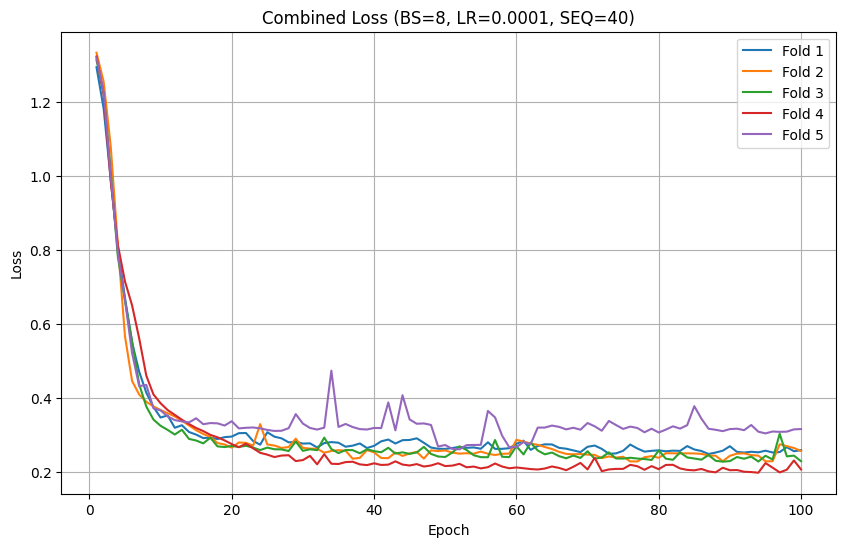 Combined Loss (BS=8, LR=0.0001, SEQ=40)
Fold 1
Fold 2
Fold 3
Fold 4
Fold 5
Loss
1.2
1.0
0.8
0.6
0.4
0.2
0 20 40 60 80 100
Epoch